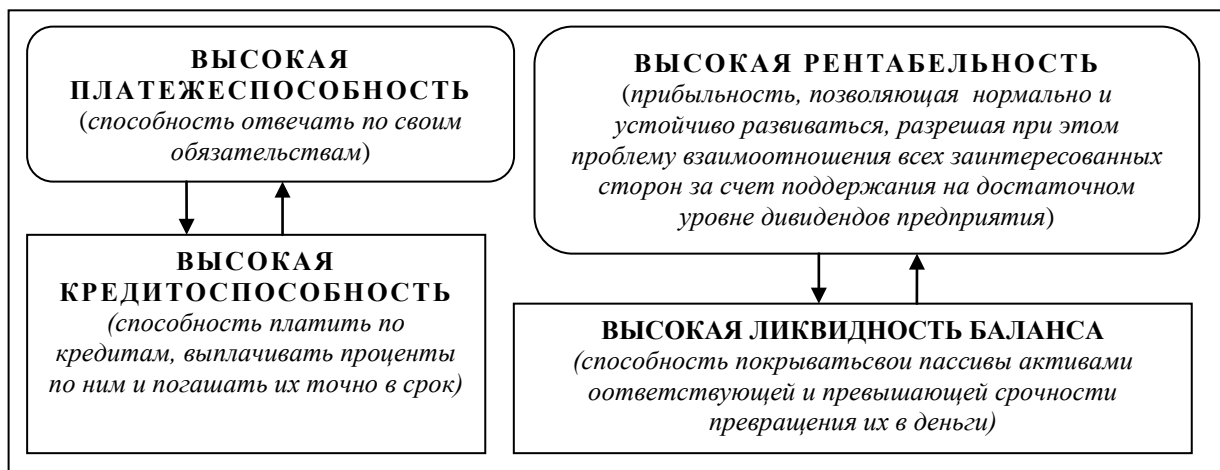 ВЫСОКАЯ
ПЛАТЕЖЕСПОСОБНОСТЬ
(способность отвечать по своим
обязательствам)
ВЫСОКАЯ РЕНТАБЕЛЬНОСТЬ
(прибыльность, позволяющая нормально и
устойчиво развиваться, разрешая при этом
проблему взаимоотношения всех заинтересованных
сторон за счет поддержания на достаточном
уровне дивидендов предприятия)
ВЫСОКАЯ
КРЕДИТОСПОСОБНОСТЬ
(способность платить по
кредитам, выплачивать проценты
по ним и погашать их точно в срок)
ВЫСОКАЯ ЛИКВИДНОСТЬ БАЛАНСА
(способность покрыватьсвои пассивы активами
оответствующей и превышающей срочности
превращения их в деньги)